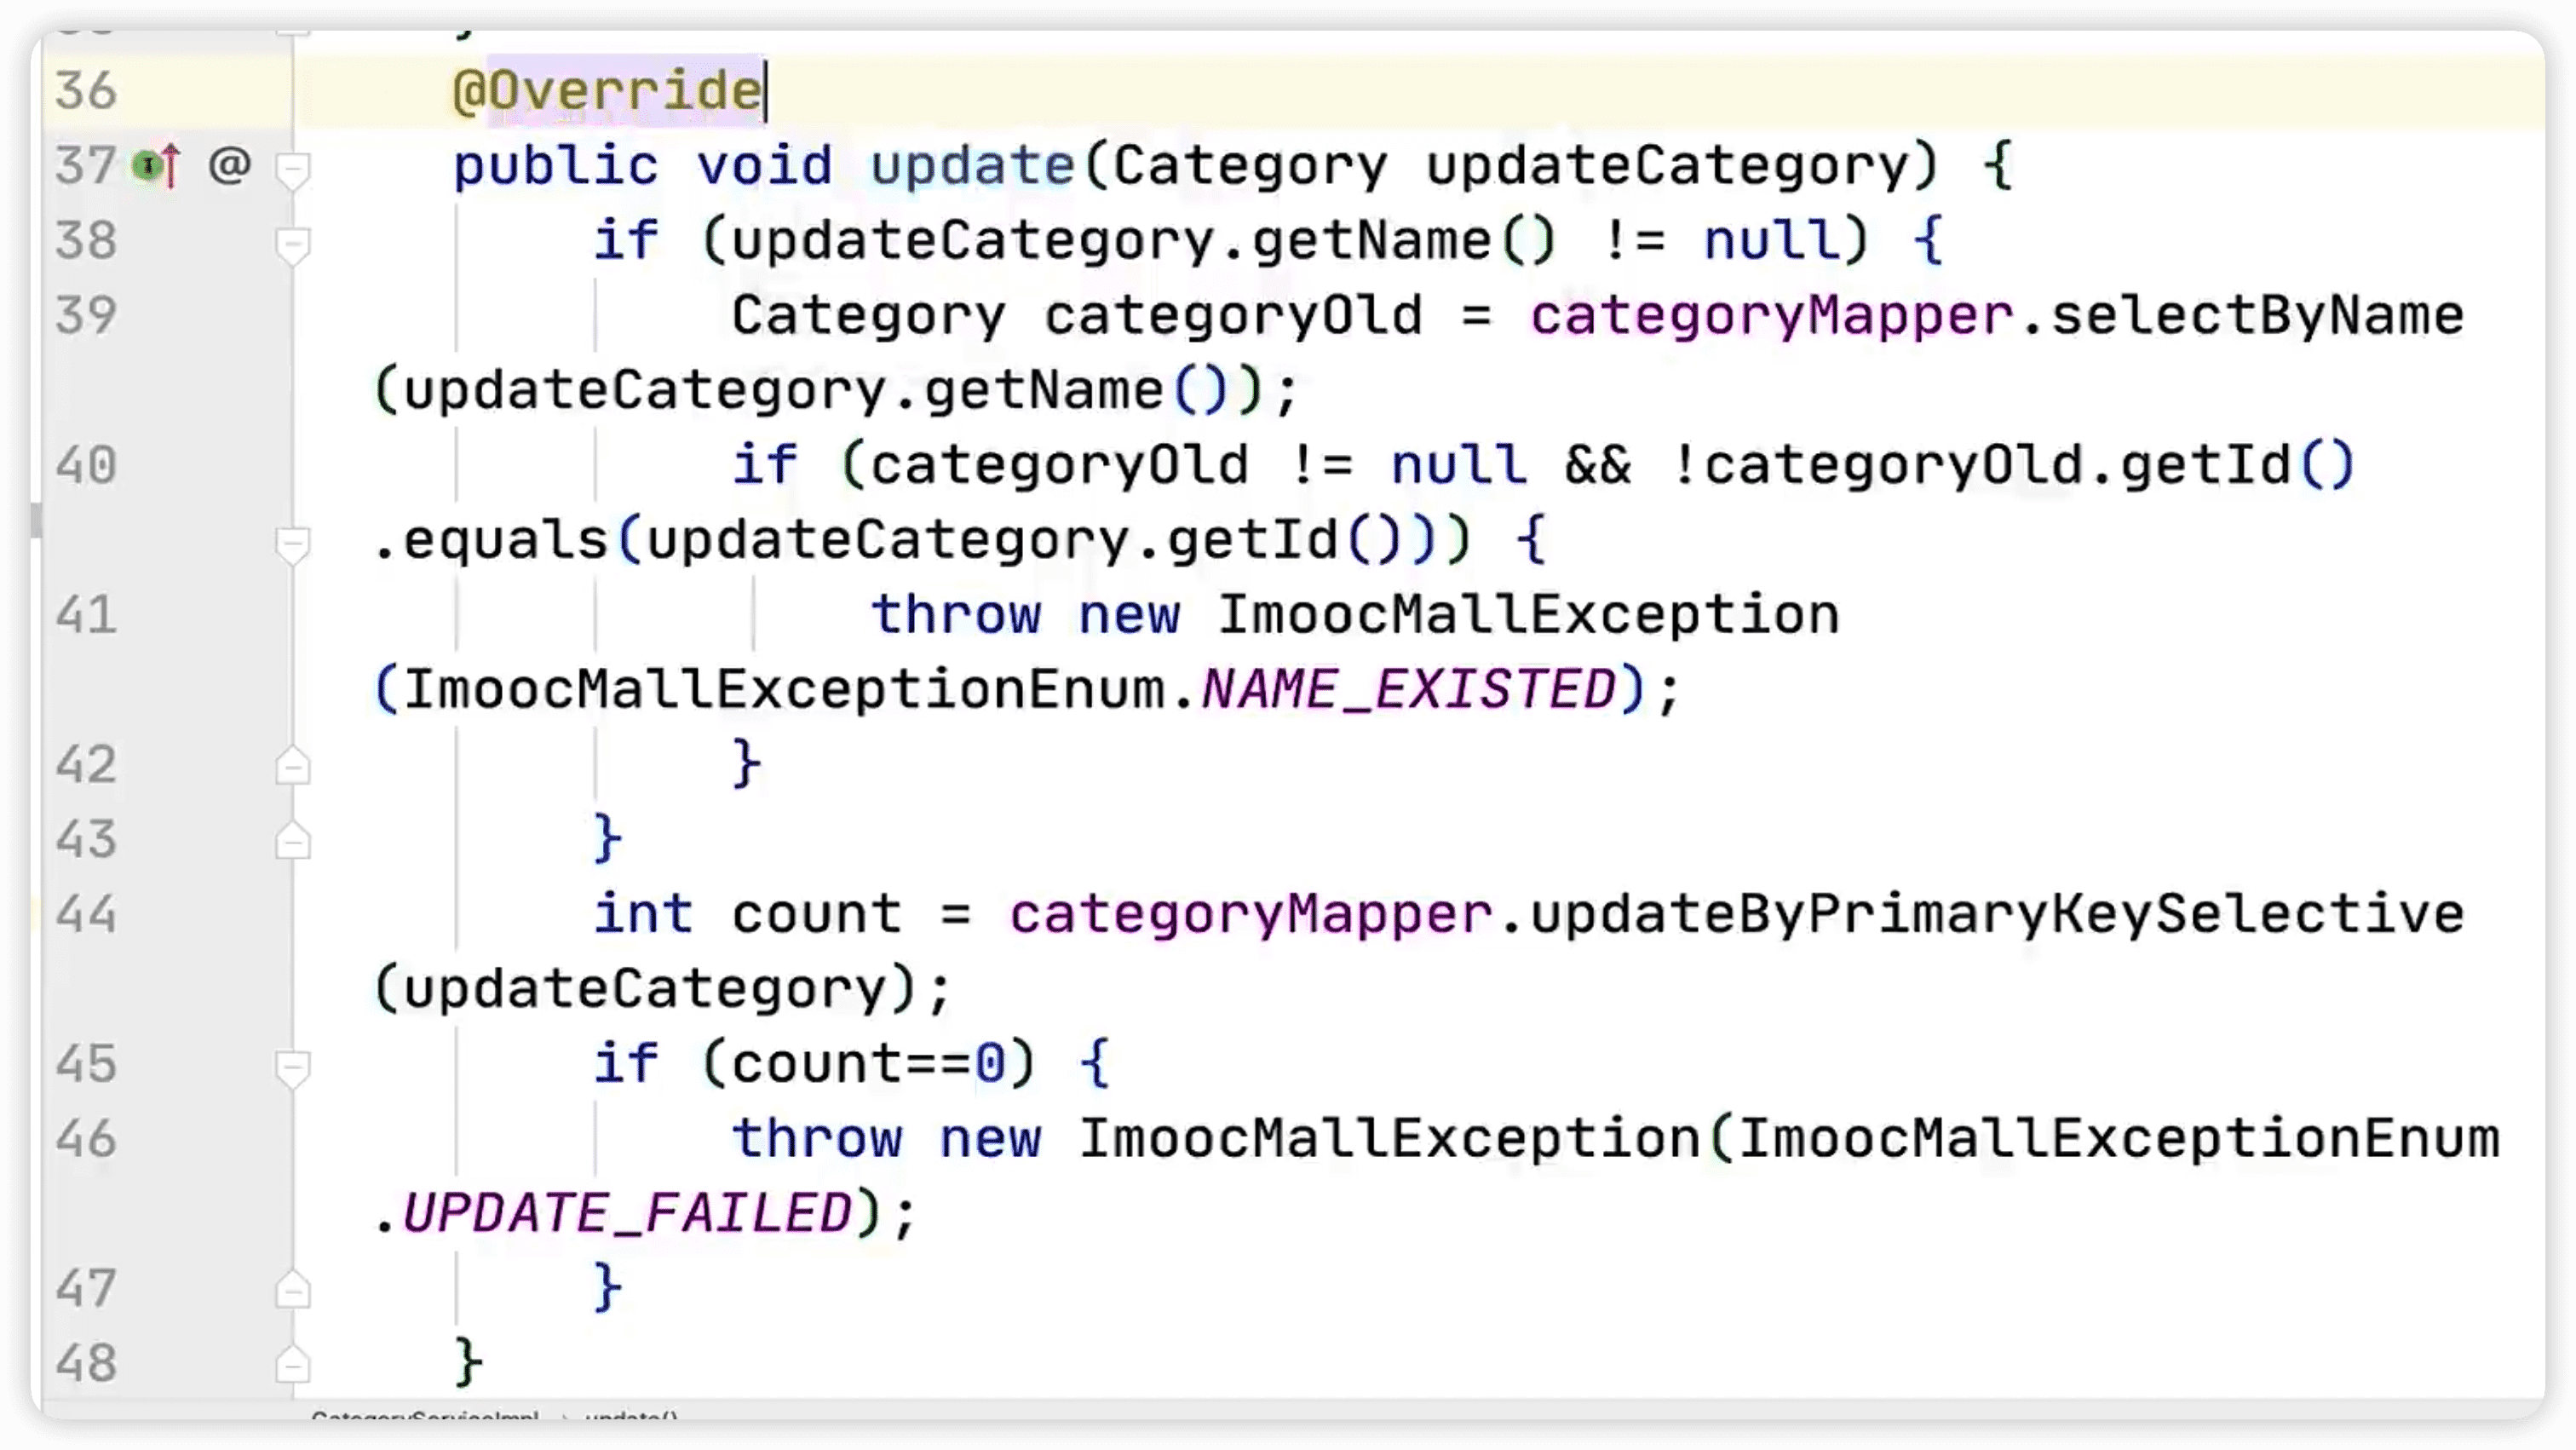 }
36 @Override
37 @ public void update(Category updateCategory) {
38 if (updateCategory.getName() != null) {
39 Category categoryOld = categoryMapper.selectByName
(updateCategory.getName());
40 if (categoryOld != null && !categoryOld.getId()
.equals(updateCategory.getId())) {
41 throw new ImoocMallException
(ImoocMallExceptionEnum.NAME_EXISTED);
42 }
43 }
44 int count = categoryMapper.updateByPrimaryKeySelective
(updateCategory);
45 if (count==0) {
46 throw new ImoocMallException(ImoocMallExceptionEnum
.UPDATE_FAILED);
47 }
48 }
CategoryServiceImpl › update()